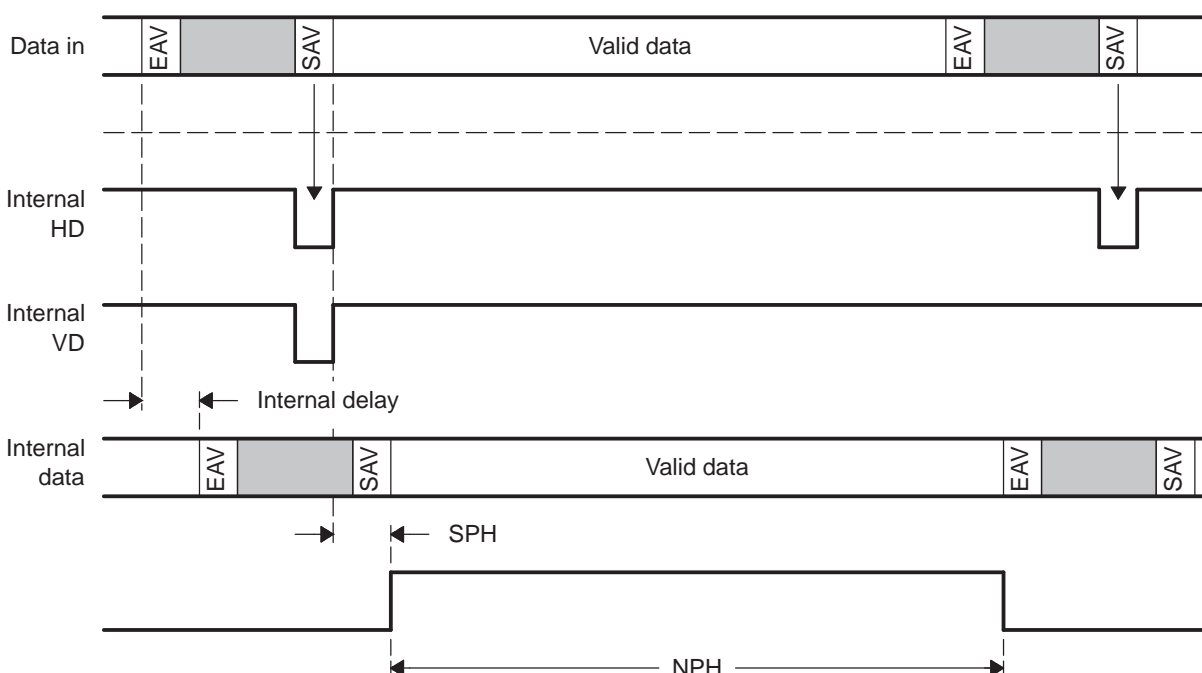 Data in
EAV
SAV
Valid data
EAV
SAV
Internal
HD
Internal
VD
Internal delay
Internal
data
EAV
SAV
Valid data
EAV
SAV
SPH
NPH